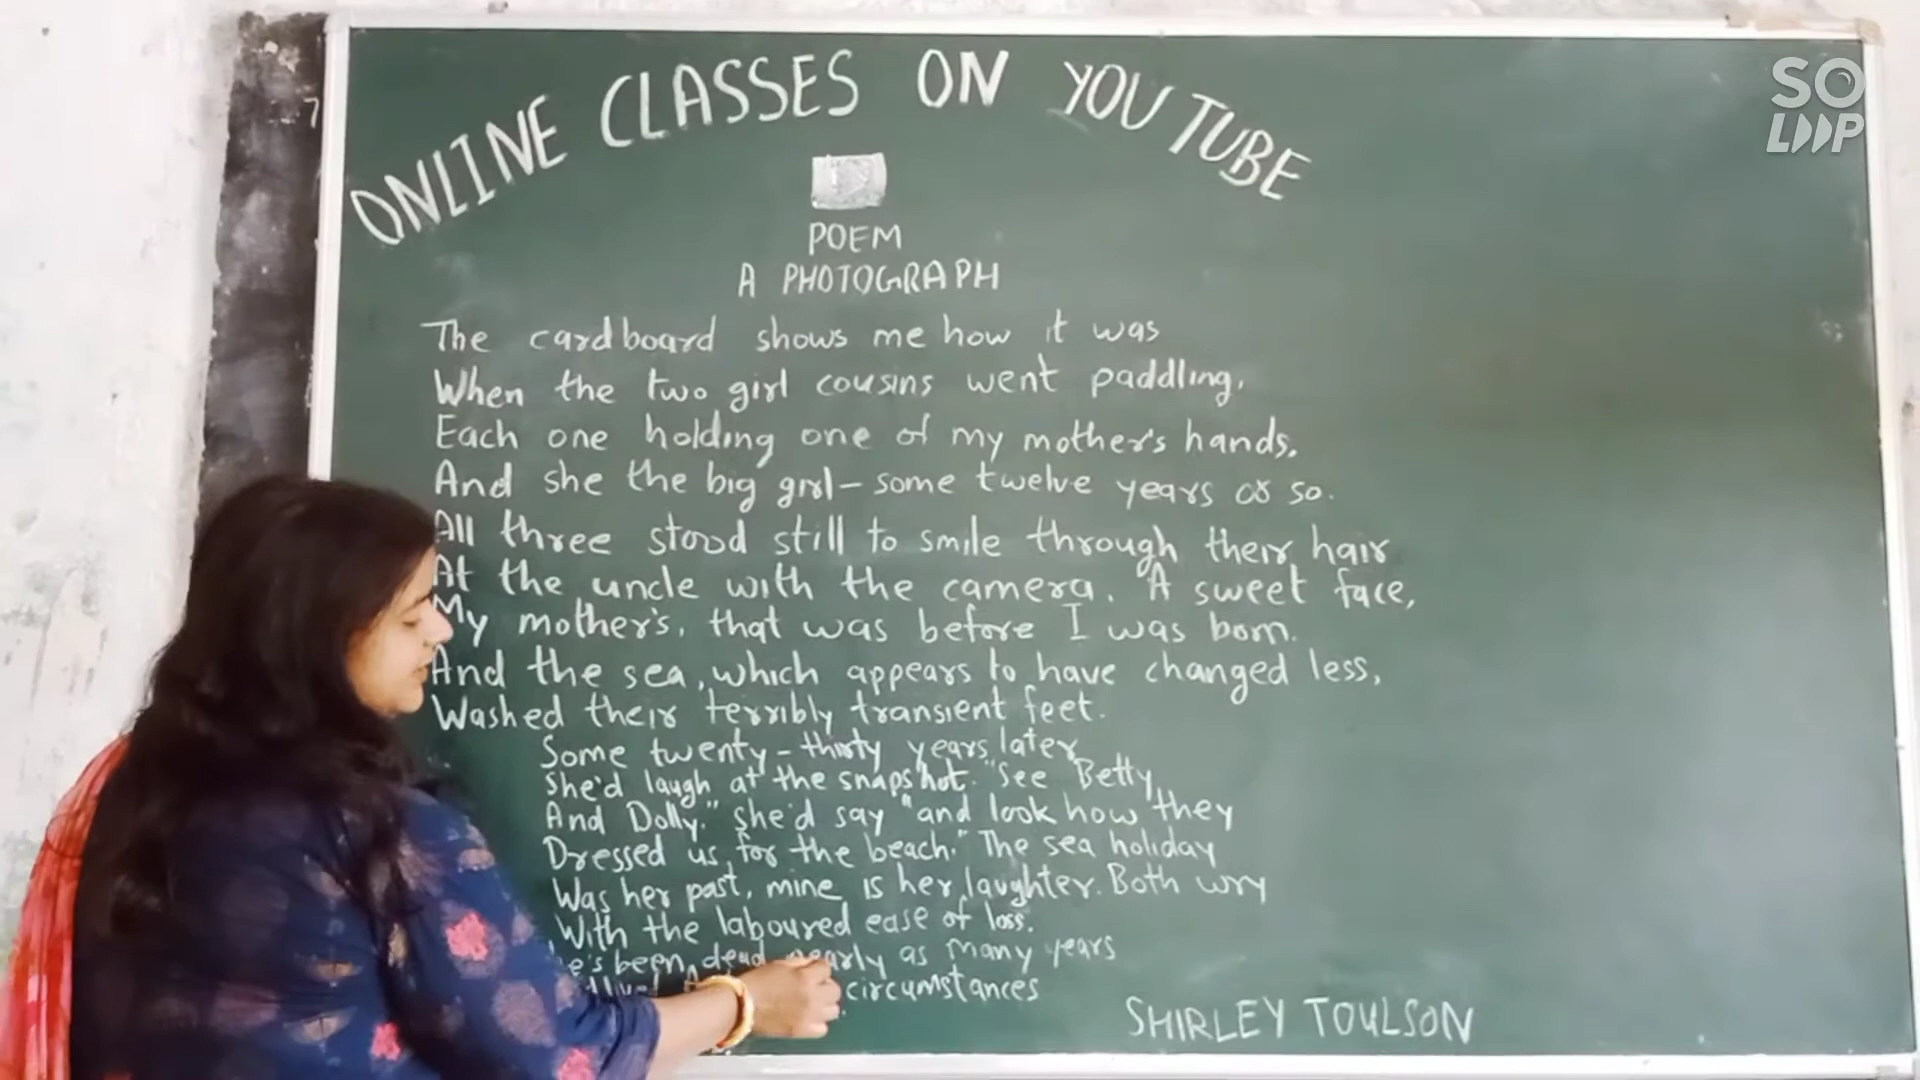 ONLINE CLASSES ON YOUTUBE
POEM
A PHOTOGRAPH
The cardboard shows me how it was
When the two girl cousins went paddling,
Each one holding one of my mother's hands.
And she the big girl - some twelve years or so.
All three stood still to smile through their hair
At the uncle with the camera. A sweet face,
My mother's, that was before I was born.
And the sea, which appears to have changed less,
Washed their terribly transient feet.
Some twenty - thirty years later
She'd laugh at the snapshot. "See Betty
And Dolly." she'd say "and look how they
Dressed us for the beach." The sea holiday
Was her past, mine is her laughter. Both wry
With the laboured ease of loss.
been dead nearly as many years
circumstances
SHIRLEY TOULSON
SO
LOOP